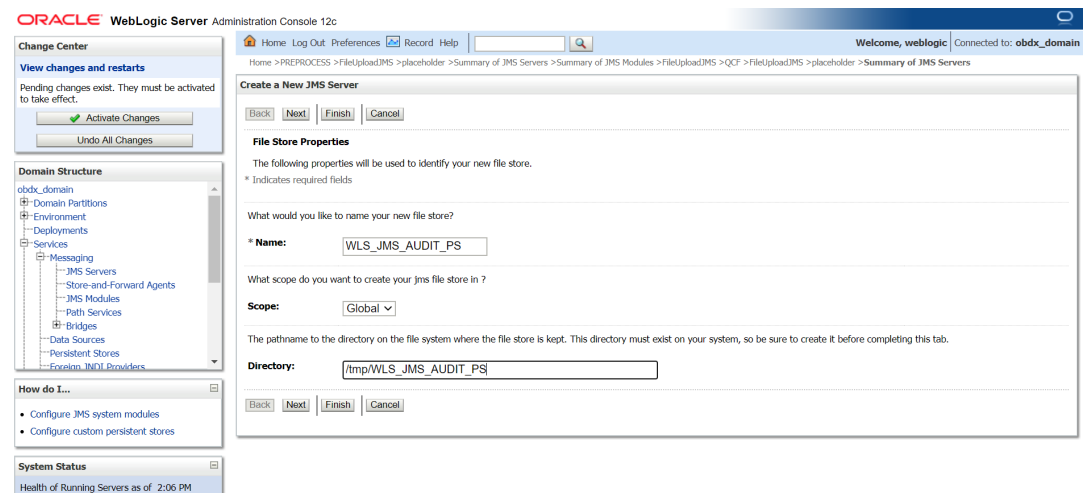 ORACLE WebLogic Server Administration Console 12c
Change Center
View changes and restarts
Pending changes exist. They must be activated
to take effect.
Activate Changes
Undo All Changes
Domain Structure
obdx_domain
Domain Partitions
Environment
Deployments
Services
Messaging
JMS Servers
Store-and-Forward Agents
JMS Modules
Path Services
Bridges
Data Sources
Persistent Stores
Foreign JNDI Providers
How do I...
Configure JMS system modules
Configure custom persistent stores
System Status
Health of Running Servers as of 2:06 PM
Home Log Out Preferences Record Help
Welcome, weblogic Connected to: obdx_domain
Home >PREPROCESS >FileUploadJMS >placeholder >Summary of JMS Servers >Summary of JMS Modules >FileUploadJMS >QCF >FileUploadJMS >placeholder >Summary of JMS Servers
Create a New JMS Server
Back Next Finish Cancel
File Store Properties
The following properties will be used to identify your new file store.
* Indicates required fields
What would you like to name your new file store?
* Name: WLS_JMS_AUDIT_PS
What scope do you want to create your jms file store in ?
Scope: Global
The pathname to the directory on the file system where the file store is kept. This directory must exist on your system, so be sure to create it before completing this tab.
Directory: /tmp/WLS_JMS_AUDIT_PS
Back Next Finish Cancel